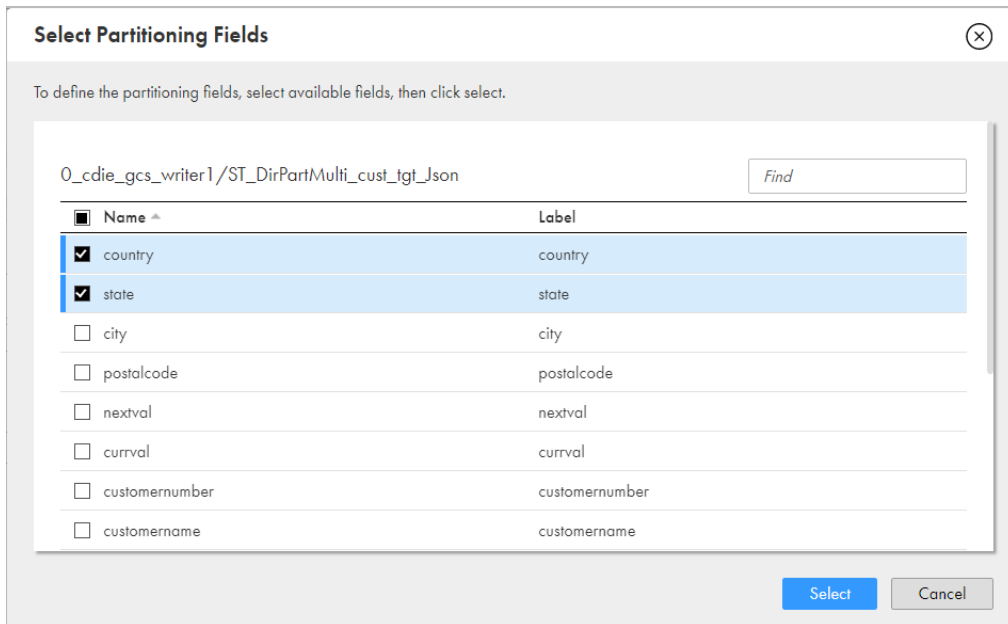 Select Partitioning Fields
To define the partitioning fields, select available fields, then click select.
0_cdie_gcs_writer1/ST_DirPartMulti_cust_tgt_Json
Find
Name Label
country country
state state
city city
postalcode postalcode
nextval nextval
currval currval
customernumber customernumber
customername customername
Select Cancel